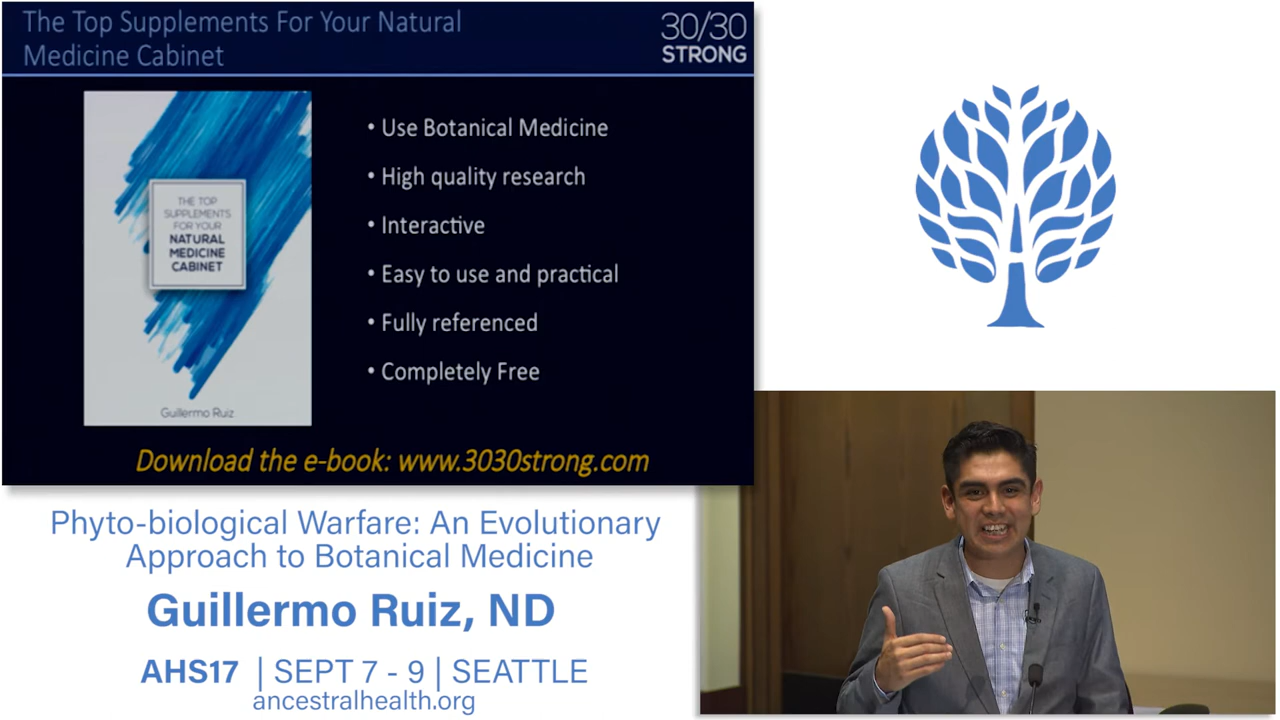 The Top Supplements For Your Natural
Medicine Cabinet
30/30
STRONG
THE TOP
SUPPLEMENTS
FOR YOUR
NATURAL
MEDICINE
CABINET
Guillermo Ruiz
• Use Botanical Medicine
• High quality research
• Interactive
• Easy to use and practical
• Fully referenced
• Completely Free
Download the e-book: www.3030strong.com
Phyto-biological Warfare: An Evolutionary
Approach to Botanical Medicine
Guillermo Ruiz, ND
AHS17 | SEPT 7 - 9 | SEATTLE
ancestralhealth.org